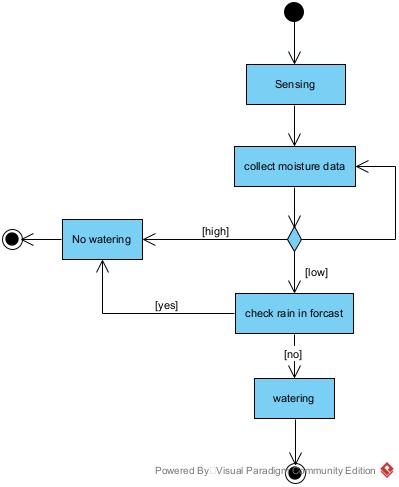 Sensing
collect moisture data
No watering
[high]
[low]
[yes]
check rain in forcast
[no]
watering
Powered By Visual Paradigm Community Edition